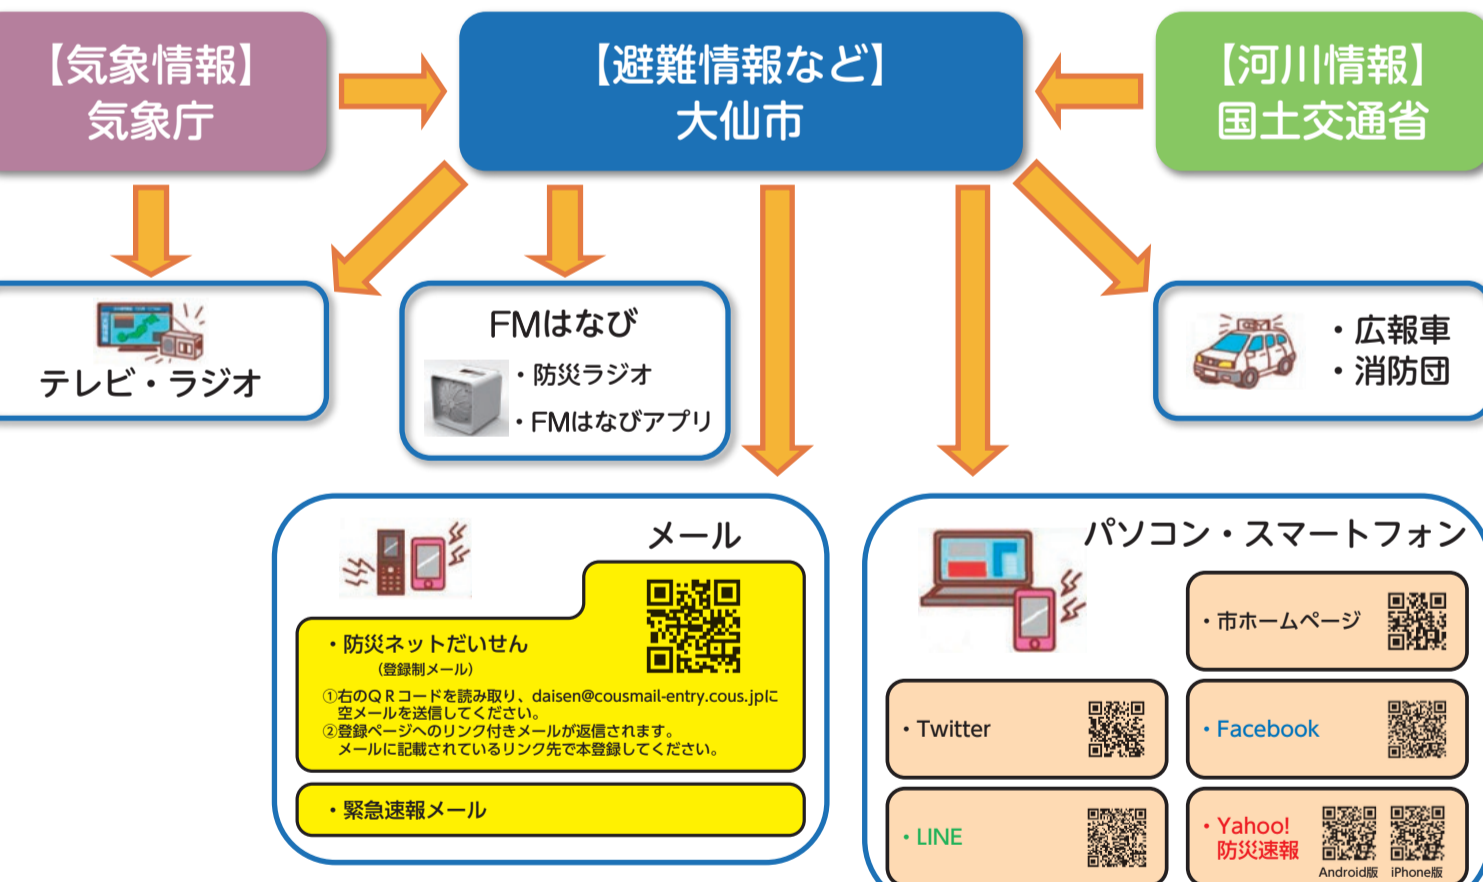 【気象情報】
気象庁
【避難情報など】
大仙市
【河川情報】
国土交通省
テレビ・ラジオ
FMはなび
・防災ラジオ
・FMはなびアプリ
・広報車
・消防団
メール
・防災ネットだいせん
（登録制メール）
①右のQRコードを読み取り、daisen@cousmail-entry.cous.jpに
空メールを送信してください。
②登録ページへのリンク付きメールが返信されます。
メールに記載されているリンク先で本登録してください。
・緊急速報メール
パソコン・スマートフォン
・市ホームページ
・Twitter
・Facebook
・LINE
・Yahoo!
防災速報
Android版 iPhone版